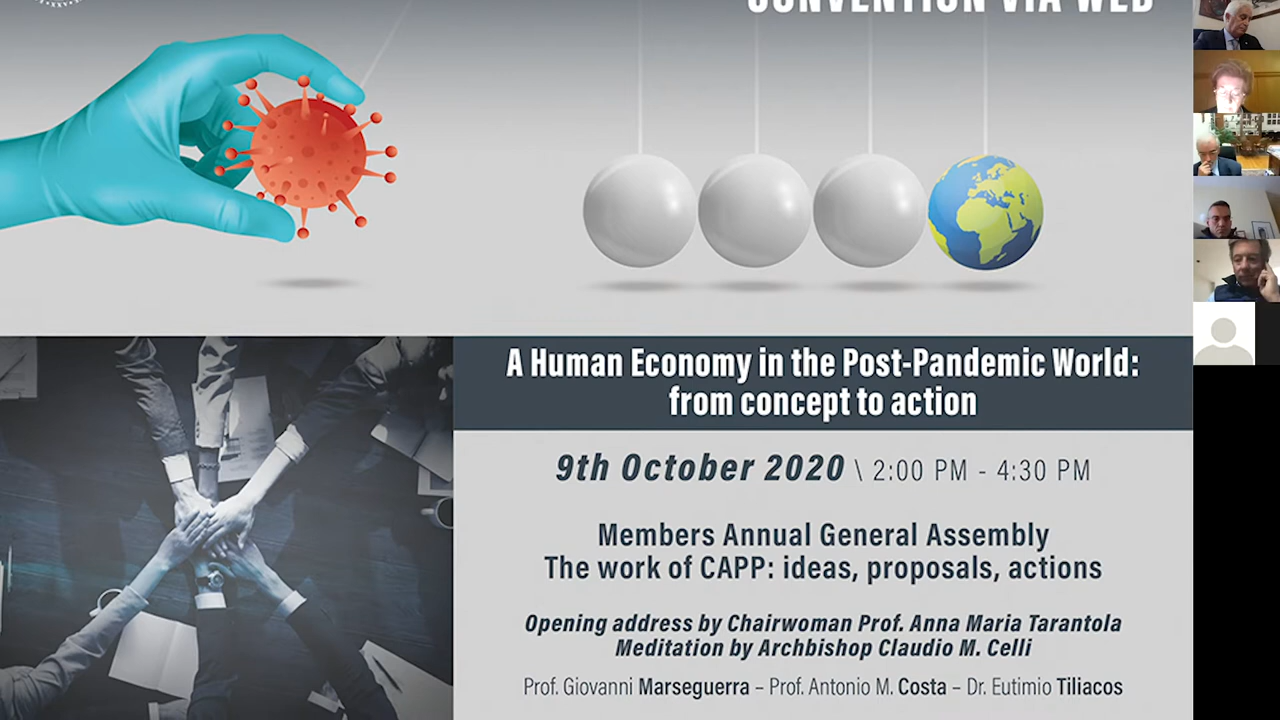 CONVENTION VIA WEB
A Human Economy in the Post-Pandemic World:
from concept to action
9th October 2020 \ 2:00 PM - 4:30 PM
Members Annual General Assembly
The work of CAPP: ideas, proposals, actions
Opening address by Chairwoman Prof. Anna Maria Tarantola
Meditation by Archbishop Claudio M. Celli
Prof. Giovanni Marseguerra – Prof. Antonio M. Costa – Dr. Eutimio Tiliacos